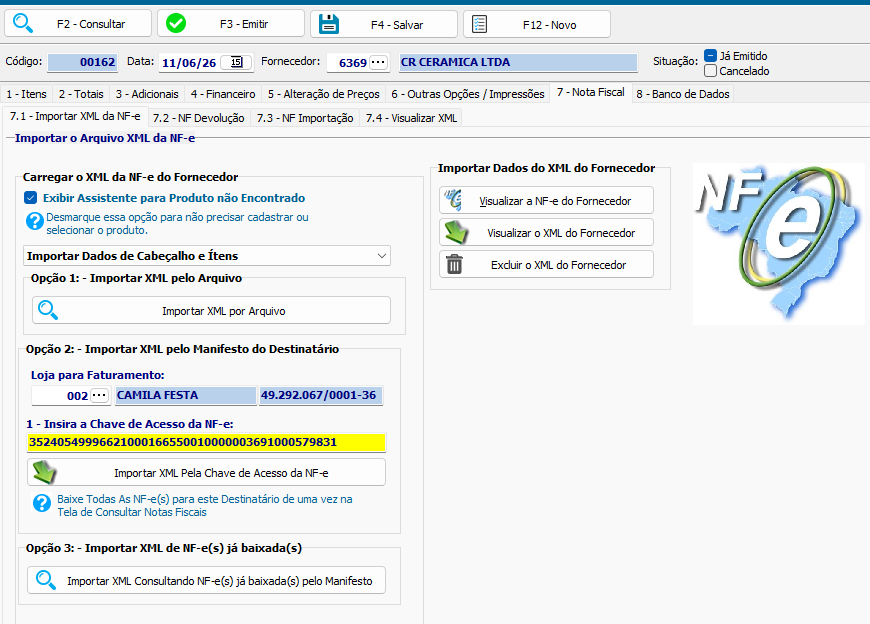 F2 - Consultar
F3 - Emitir
F4 - Salvar
F12 - Novo
Código: 00162 Data: 11/06/26 15 Fornecedor: 6369 ... CR CERAMICA LTDA Situação: Já Emitido
Cancelado
1 - Itens 2 - Totais 3 - Adicionais 4 - Financeiro 5 - Alteração de Preços 6 - Outras Opções / Impressões 7 - Nota Fiscal 8 - Banco de Dados
7.1 - Importar XML da NF-e 7.2 - NF Devolução 7.3 - NF Importação 7.4 - Visualizar XML
Importar o Arquivo XML da NF-e
Carregar o XML da NF-e do Fornecedor
Exibir Assistente para Produto não Encontrado
? Desmarque essa opção para não precisar cadastrar ou
selecionar o produto.
Importar Dados de Cabeçalho e Ítens
Opção 1: - Importar XML pelo Arquivo
Importar XML por Arquivo
Opção 2: - Importar XML pelo Manifesto do Destinatário
Loja para Faturamento:
002 ... CAMILA FESTA 49.292.067/0001-36
1 - Insira a Chave de Acesso da NF-e:
35240549996621000166550010000003691000579831
Importar XML Pela Chave de Acesso da NF-e
? Baixe Todas As NF-e(s) para este Destinatário de uma vez na
Tela de Consultar Notas Fiscais
Opção 3: - Importar XML de NF-e(s) já baixada(s)
Importar XML Consultando NF-e(s) já baixada(s) pelo Manifesto
Importar Dados do XML do Fornecedor
Visualizar a NF-e do Fornecedor
Visualizar o XML do Fornecedor
Excluir o XML do Fornecedor
NF e